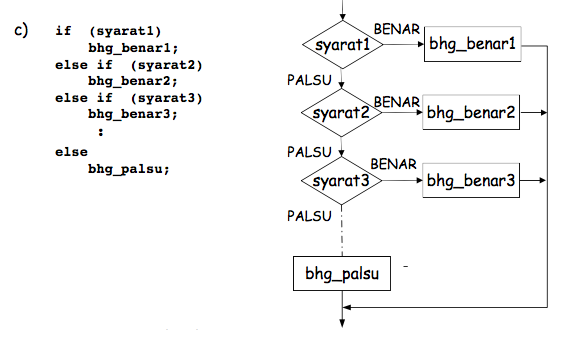 c) if (syarat1)
bhg_benar1;
else if (syarat2)
bhg_benar2;
else if (syarat3)
bhg_benar3;
:
else
bhg_palsu;
syarat1 BENAR bhg_benar1
PALSU
syarat2 BENAR bhg_benar2
PALSU
syarat3 BENAR bhg_benar3
PALSU
bhg_palsu